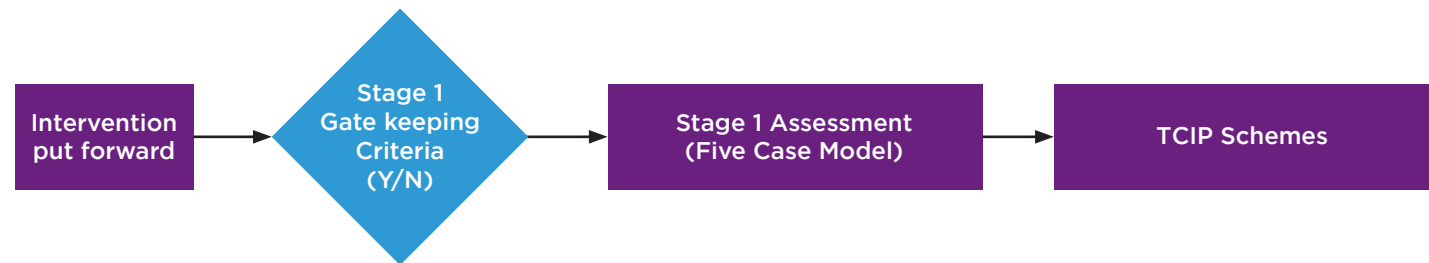 Intervention
put forward
Stage 1
Gate keeping
Criteria
(Y/N)
Stage 1 Assessment
(Five Case Model)
TCIP Schemes